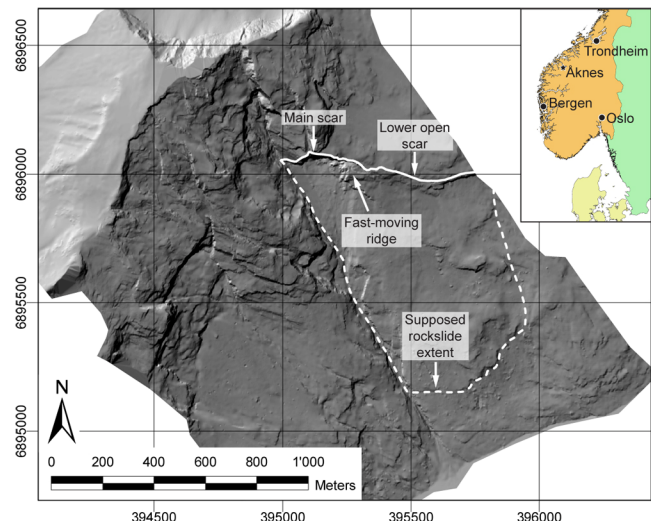 6896500
6896000
6895500
6895000
Main scar
Lower open
scar
Fast-moving
ridge
Supposed
rockslide
extent
Trondheim
Åknes
Bergen
Oslo
N
0 200 400 600 800 1'000
Meters
394500 395000 395500 396000